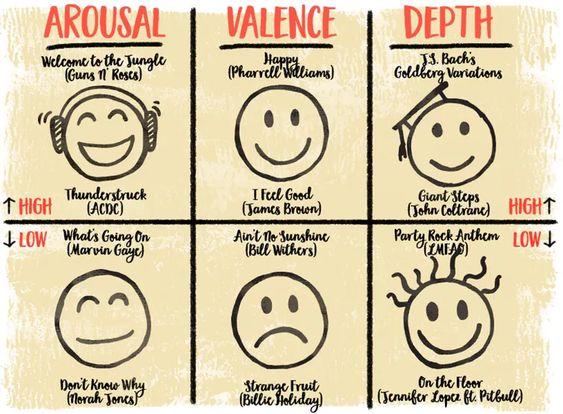 AROUSAL
VALENCE
DEPTH
Welcome to the Jungle
(Guns N' Roses)
Happy
(Pharrell Williams)
J.S. Bach's
Goldberg Variations
Thunderstruck
(ACDC)
I Feel Good
(James Brown)
Giant Steps
(John Coltrane)
↑ HIGH
HIGH ↑
↓ LOW
LOW ↓
What's Going On
(Marvin Gaye)
Ain't No Sunshine
(Bill Withers)
Party Rock Anthem
(LMFAO)
Don't Know Why
(Norah Jones)
Strange Fruit
(Billie Holiday)
On the Floor
(Jennifer Lopez ft. Pitbull)